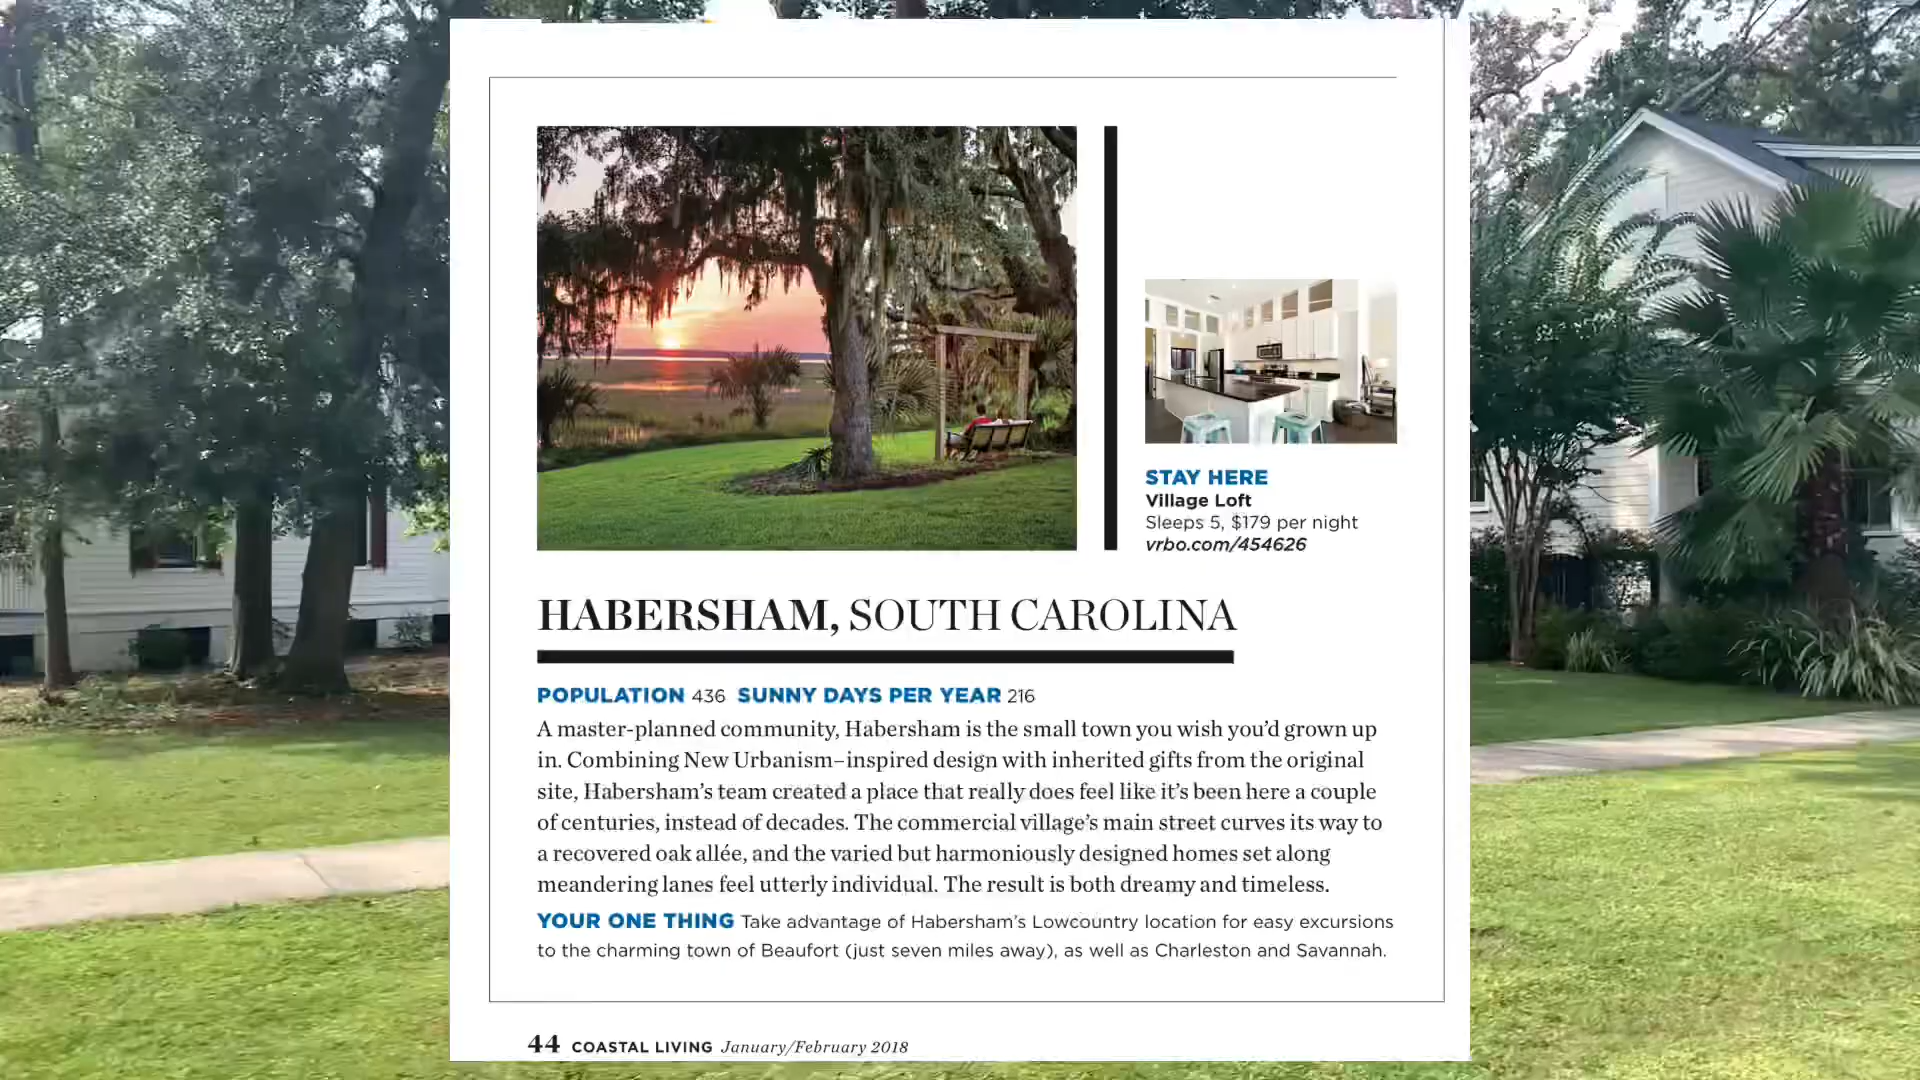 STAY HERE
Village Loft
Sleeps 5, $179 per night
vrbo.com/454626
HABERSHAM, SOUTH CAROLINA
POPULATION 436 SUNNY DAYS PER YEAR 216
A master-planned community, Habersham is the small town you wish you’d grown up
in. Combining New Urbanism–inspired design with inherited gifts from the original
site, Habersham’s team created a place that really does feel like it’s been here a couple
of centuries, instead of decades. The commercial village’s main street curves its way to
a recovered oak allée, and the varied but harmoniously designed homes set along
meandering lanes feel utterly individual. The result is both dreamy and timeless.
YOUR ONE THING Take advantage of Habersham’s Lowcountry location for easy excursions
to the charming town of Beaufort (just seven miles away), as well as Charleston and Savannah.
44 COASTAL LIVING January/February 2018